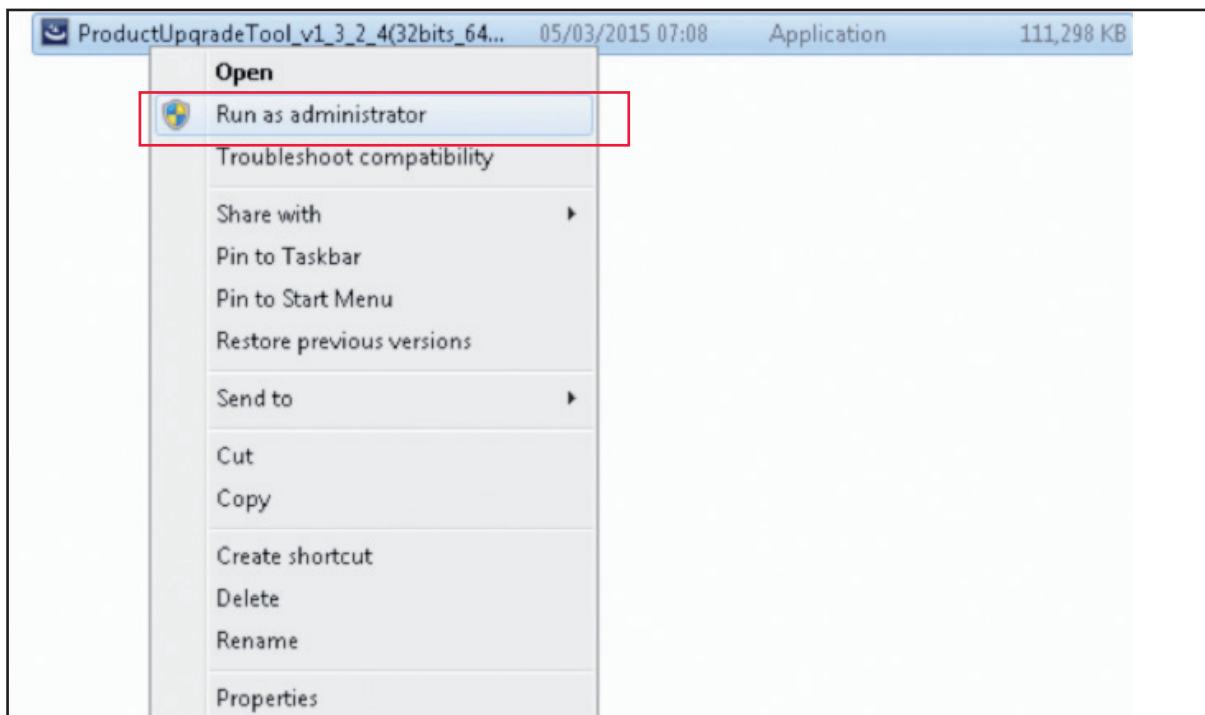 ProductUpgradeTool_v1_3_2_4(32bits_64... 05/03/2015 07:08 Application 111,298 KB
Open
Run as administrator
Troubleshoot compatibility
Share with
Pin to Taskbar
Pin to Start Menu
Restore previous versions
Send to
Cut
Copy
Create shortcut
Delete
Rename
Properties